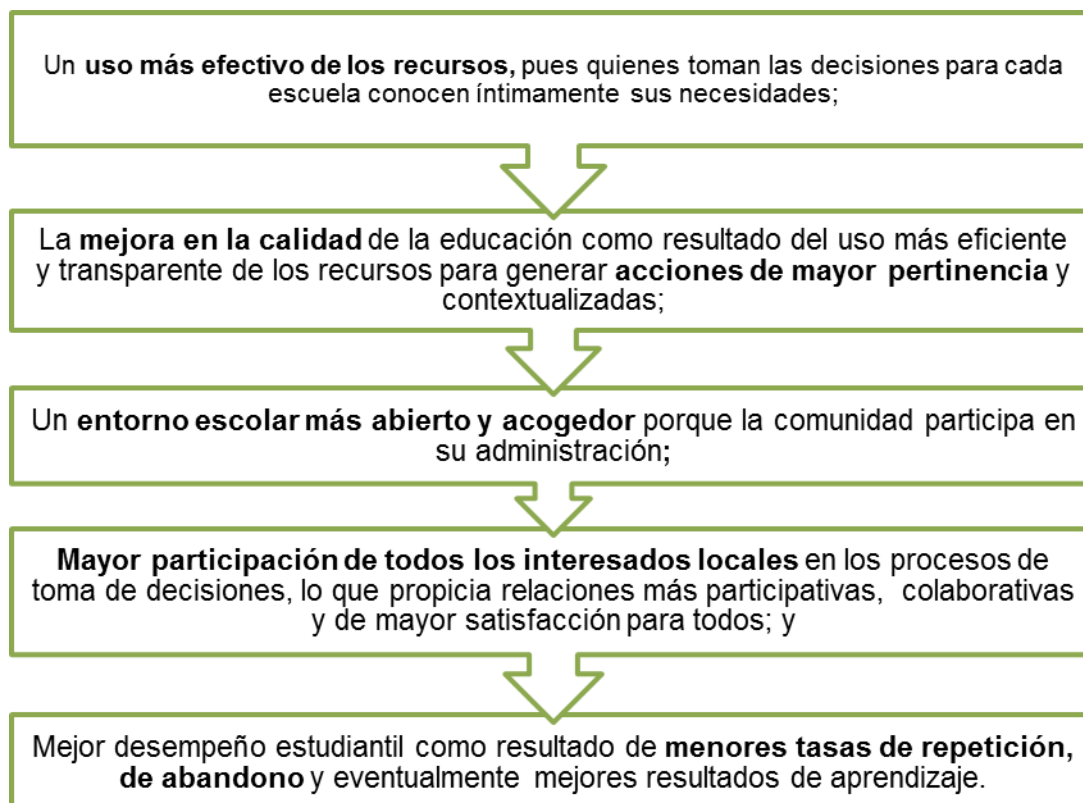 Un uso más efectivo de los recursos, pues quienes toman las decisiones para cada
escuela conocen íntimamente sus necesidades;
La mejora en la calidad de la educación como resultado del uso más eficiente
y transparente de los recursos para generar acciones de mayor pertinencia y
contextualizadas;
Un entorno escolar más abierto y acogedor porque la comunidad participa en
su administración;
Mayor participación de todos los interesados locales en los procesos de
toma de decisiones, lo que propicia relaciones más participativas, colaborativas
y de mayor satisfacción para todos; y
Mejor desempeño estudiantil como resultado de menores tasas de repetición,
de abandono y eventualmente mejores resultados de aprendizaje.